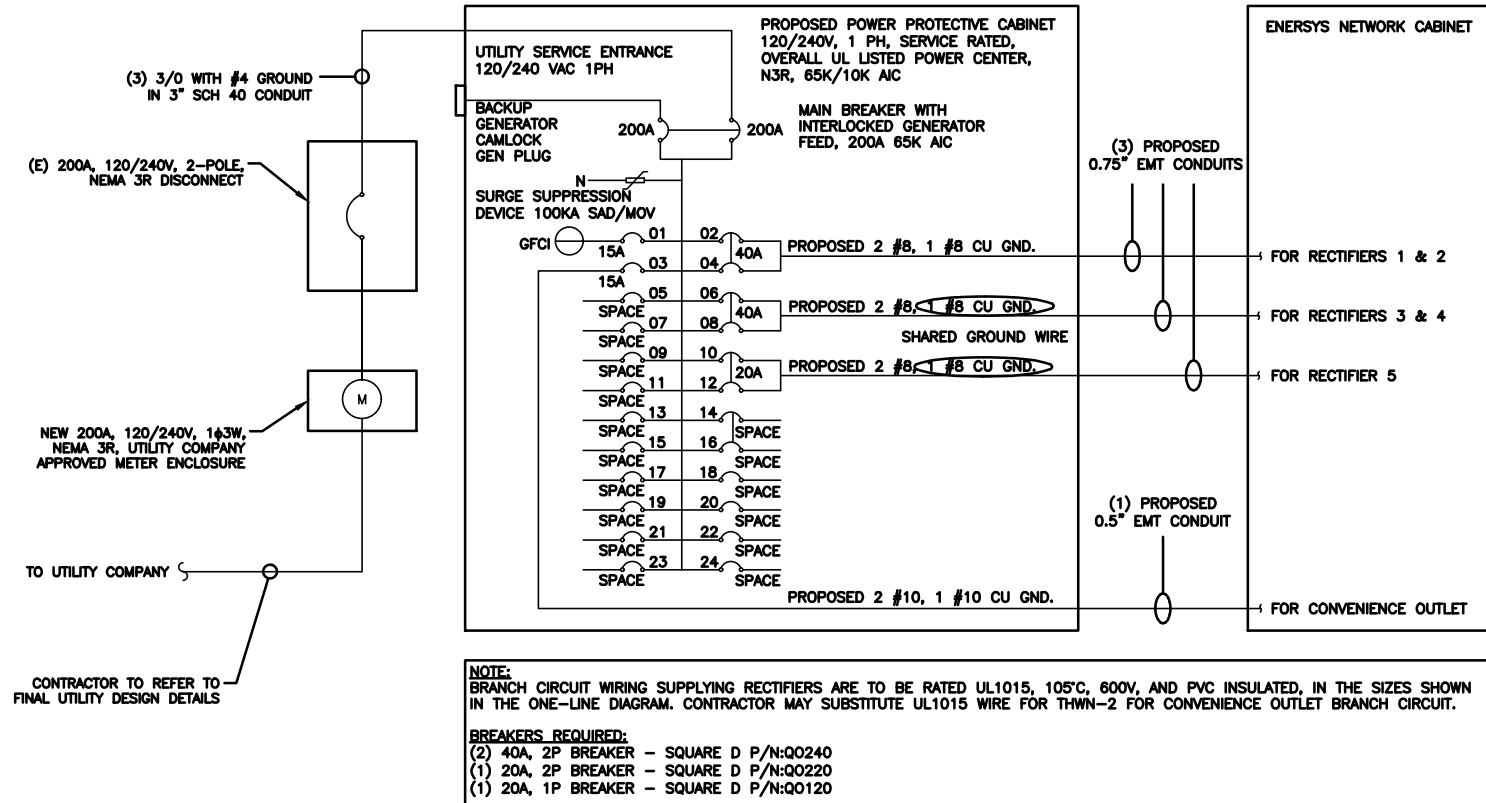 (3) 3/0 WITH #4 GROUND
IN 3" SCH 40 CONDUIT
(E) 200A, 120/240V, 2-POLE,
NEMA 3R DISCONNECT
M
NEW 200A, 120/240V, 1ϕ3W,
NEMA 3R, UTILITY COMPANY
APPROVED METER ENCLOSURE
TO UTILITY COMPANY
CONTRACTOR TO REFER TO
FINAL UTILITY DESIGN DETAILS
UTILITY SERVICE ENTRANCE
120/240 VAC 1PH
PROPOSED POWER PROTECTIVE CABINET
120/240V, 1 PH, SERVICE RATED,
OVERALL UL LISTED POWER CENTER,
N3R, 65K/10K AIC
BACKUP
GENERATOR
CAMLOCK
GEN PLUG
200A
200A
MAIN BREAKER WITH
INTERLOCKED GENERATOR
FEED, 200A 65K AIC
N
SURGE SUPPRESSION
DEVICE 100KA SAD/MOV
GFCI
15A
01
02
40A
PROPOSED 2 #8, 1 #8 CU GND.
15A
03
04
SPACE
05
06
40A
PROPOSED 2 #8, 1 #8 CU GND.
SPACE
07
08
SHARED GROUND WIRE
SPACE
09
10
20A
PROPOSED 2 #8, 1 #8 CU GND.
SPACE
11
12
SPACE
13
14
SPACE
SPACE
15
16
SPACE
SPACE
17
18
SPACE
SPACE
19
20
SPACE
SPACE
21
22
SPACE
SPACE
23
24
SPACE
PROPOSED 2 #10, 1 #10 CU GND.
(3) PROPOSED
0.75" EMT CONDUITS
(1) PROPOSED
0.5" EMT CONDUIT
ENERSYS NETWORK CABINET
FOR RECTIFIERS 1 & 2
FOR RECTIFIERS 3 & 4
FOR RECTIFIER 5
FOR CONVENIENCE OUTLET
NOTE:
BRANCH CIRCUIT WIRING SUPPLYING RECTIFIERS ARE TO BE RATED UL1015, 105°C, 600V, AND PVC INSULATED, IN THE SIZES SHOWN
IN THE ONE-LINE DIAGRAM. CONTRACTOR MAY SUBSTITUTE UL1015 WIRE FOR THWN-2 FOR CONVENIENCE OUTLET BRANCH CIRCUIT.
BREAKERS REQUIRED:
(2) 40A, 2P BREAKER - SQUARE D P/N:QO240
(1) 20A, 2P BREAKER - SQUARE D P/N:QO220
(1) 20A, 1P BREAKER - SQUARE D P/N:QO120